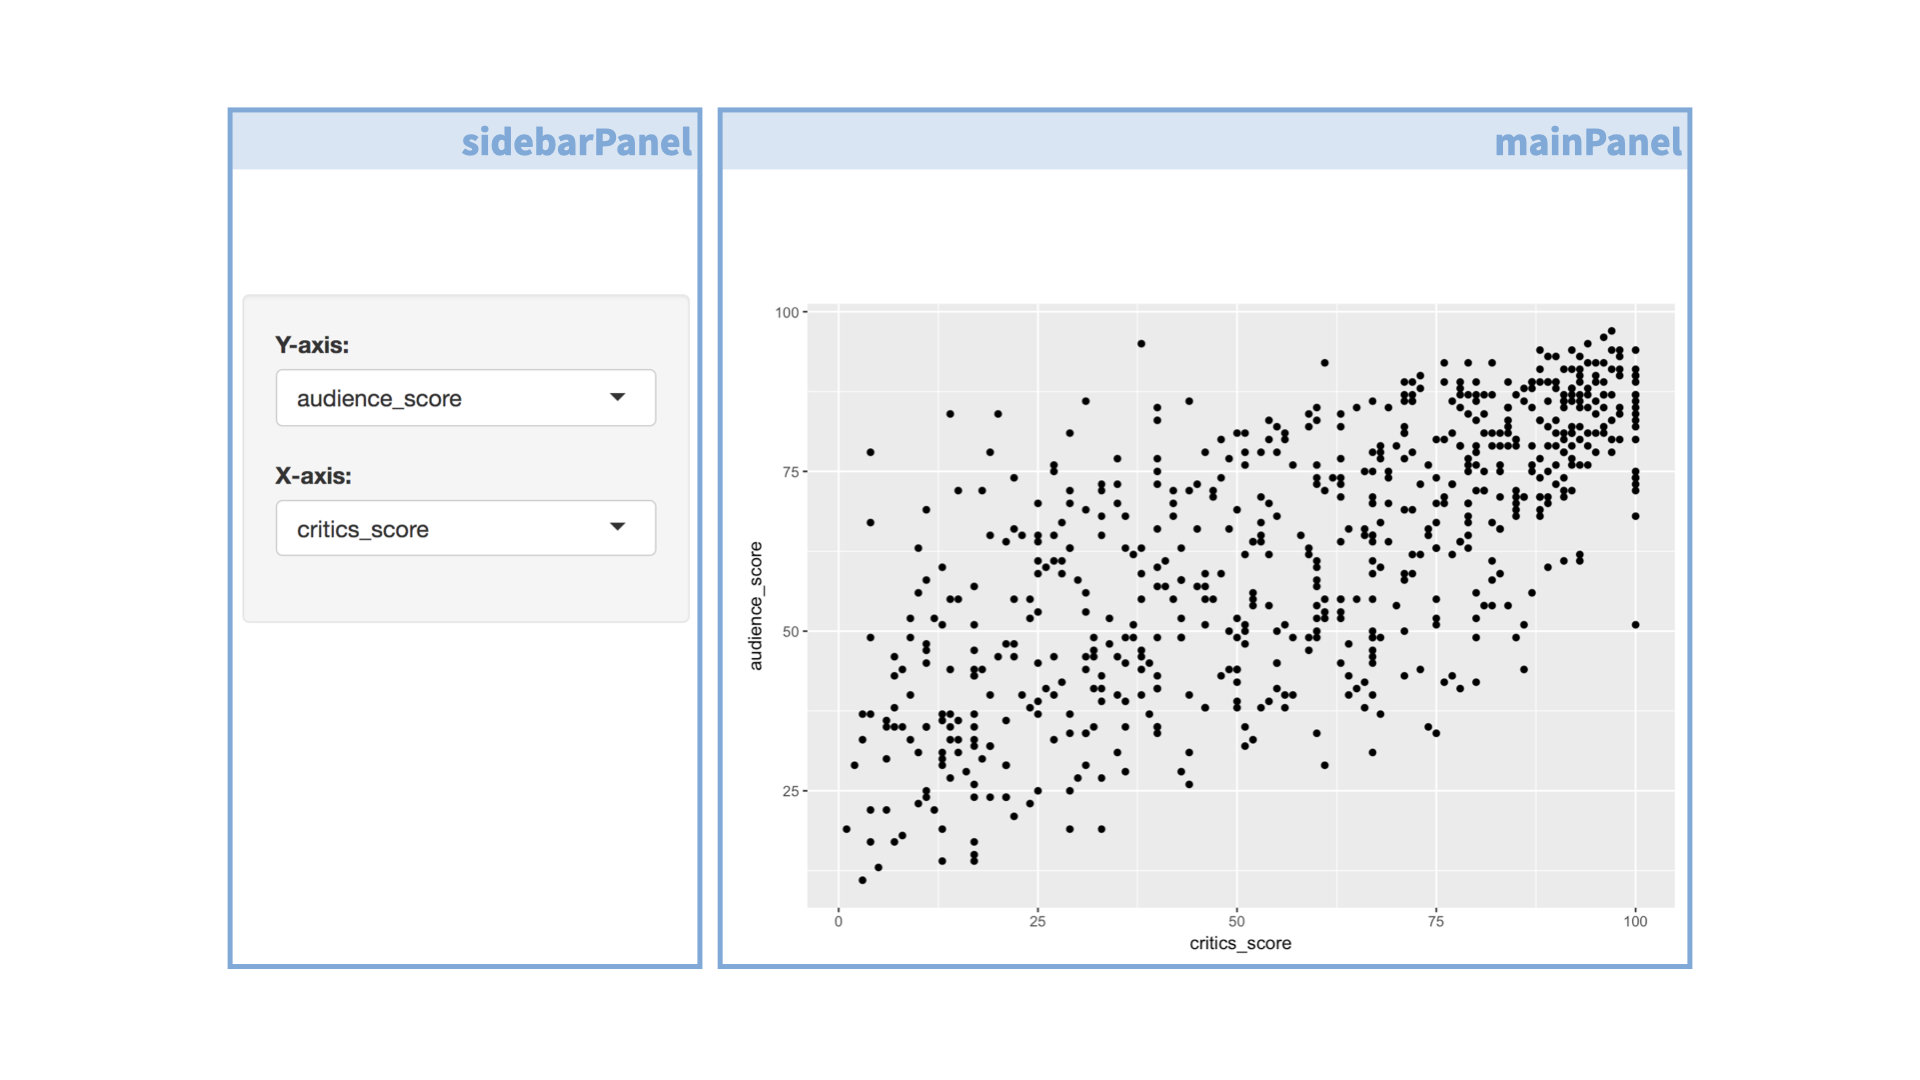 sidebarPanel
mainPanel
Y-axis:
audience_score
X-axis:
critics_score
100
75
50
25
audience_score
0 25 50 75 100
critics_score